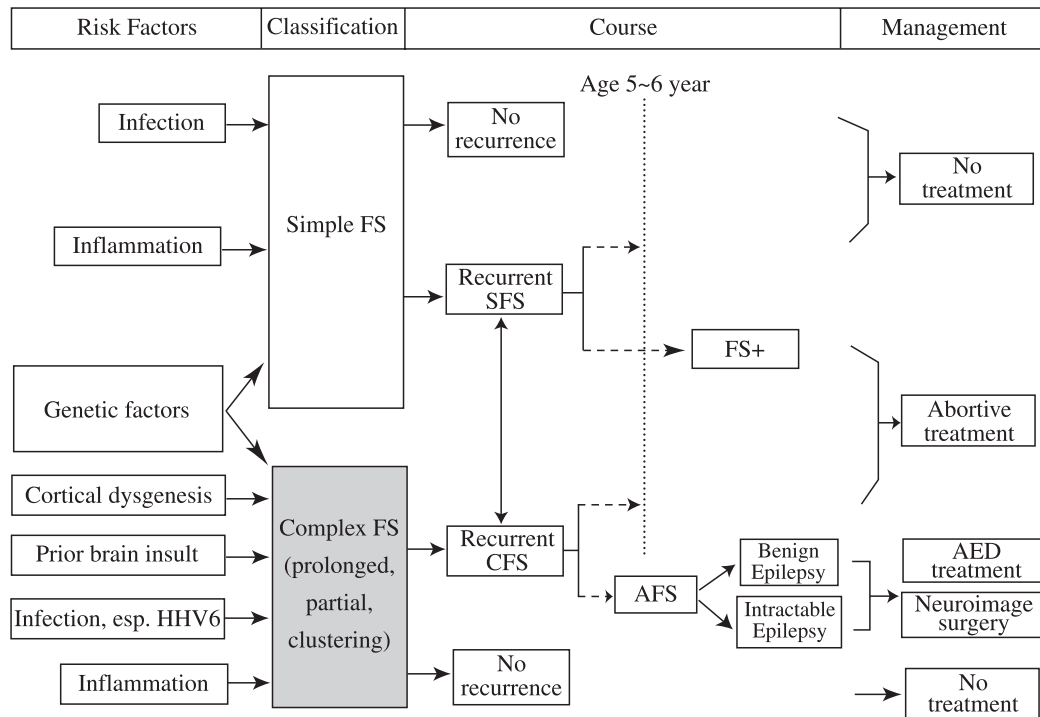 Risk Factors
Classification
Course
Management
Age 5~6 year
Infection
Inflammation
Genetic factors
Cortical dysgenesis
Prior brain insult
Infection, esp. HHV6
Inflammation
Simple FS
Complex FS
(prolonged,
partial,
clustering)
No
recurrence
Recurrent
SFS
FS+
Recurrent
CFS
AFS
Benign
Epilepsy
Intractable
Epilepsy
No
recurrence
No
treatment
Abortive
treatment
AED
treatment
Neuroimage
surgery
No
treatment